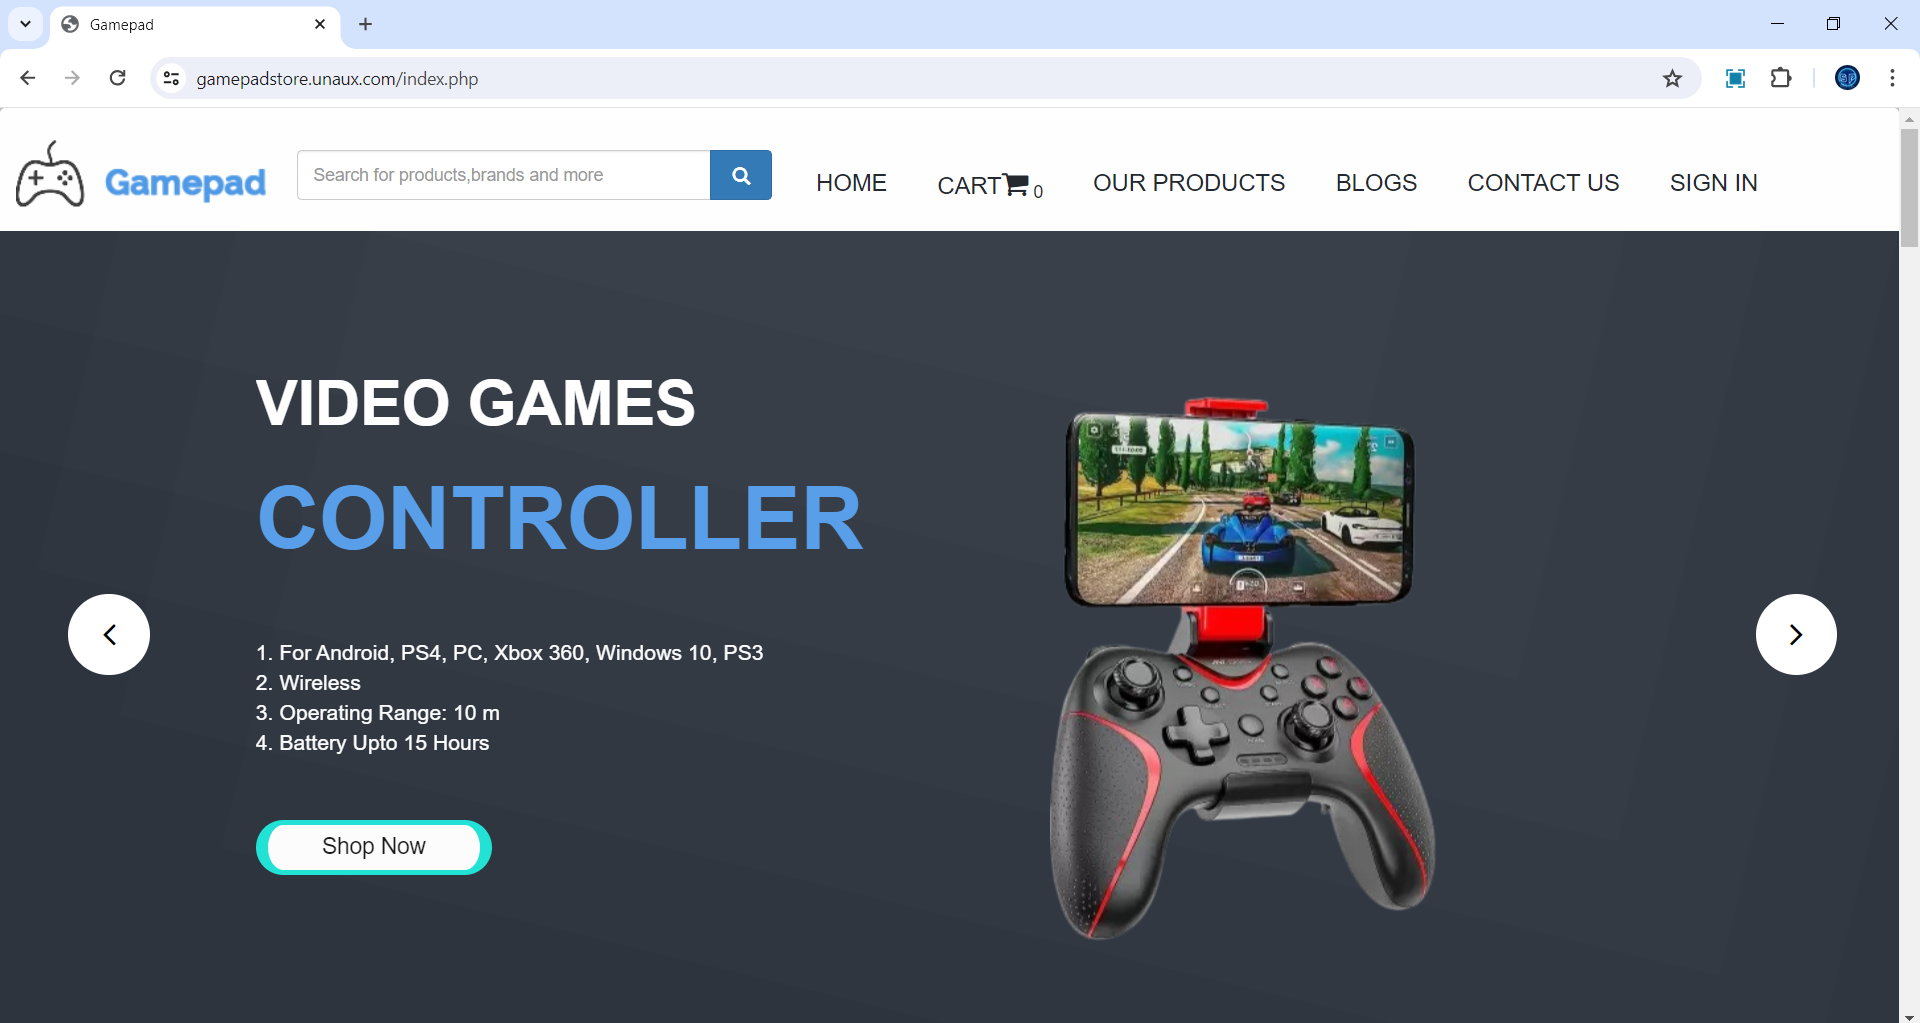 Gamepad
gamepadstore.unaux.com/index.php
Gamepad
Search for products,brands and more
HOME
CART 0
OUR PRODUCTS
BLOGS
CONTACT US
SIGN IN
VIDEO GAMES
CONTROLLER
1. For Android, PS4, PC, Xbox 360, Windows 10, PS3
2. Wireless
3. Operating Range: 10 m
4. Battery Upto 15 Hours
Shop Now